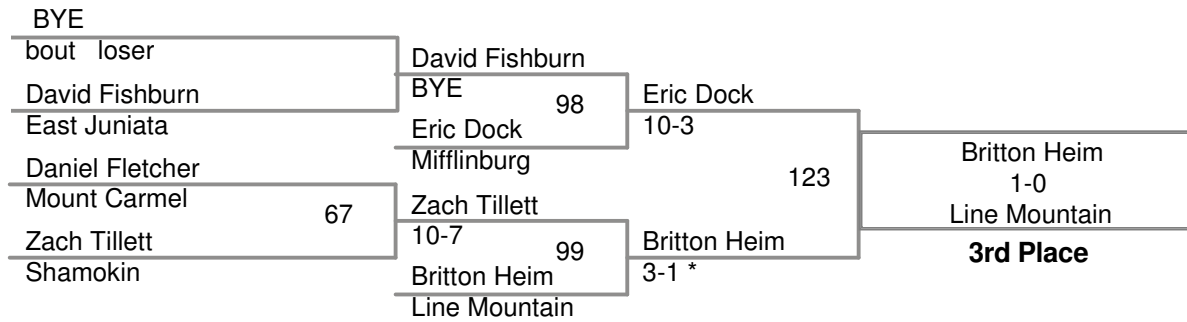 BYE
bout loser
David Fishburn
East Juniata
Daniel Fletcher
Mount Carmel
67
Zach Tillett
Shamokin
David Fishburn
BYE
98
Eric Dock
Mifflinburg
Zach Tillett
10-7
99
Britton Heim
Line Mountain
Eric Dock
10-3
123
Britton Heim
3-1 *
Britton Heim
1-0
Line Mountain
3rd Place